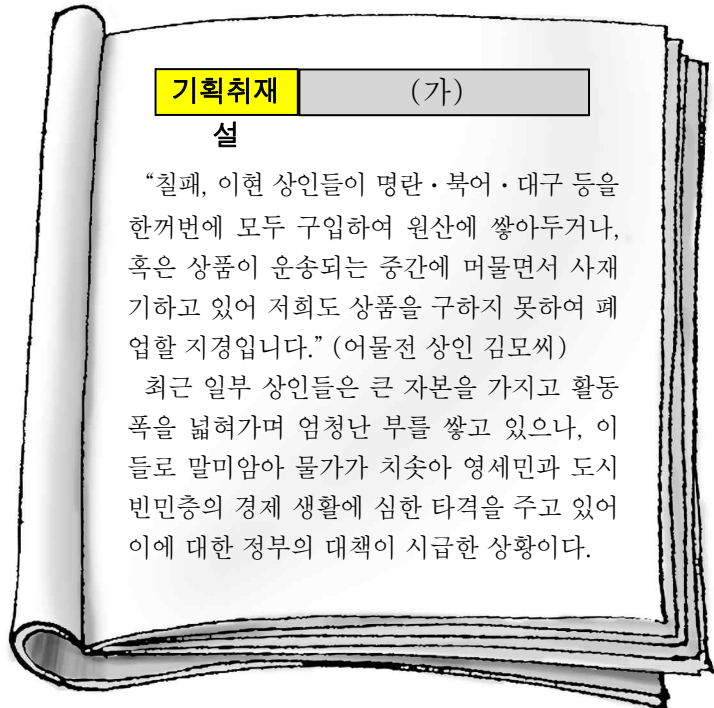 기획취재 (가)
설
“칠패, 이현 상인들이 명란·북어·대구 등을
한꺼번에 모두 구입하여 원산에 쌓아두거나,
혹은 상품이 운송되는 중간에 머물면서 사재
기하고 있어 저희도 상품을 구하지 못하여 폐
업할 지경입니다.” (어물전 상인 김모씨)
최근 일부 상인들은 큰 자본을 가지고 활동
폭을 넓혀가며 엄청난 부를 쌓고 있으나, 이
들로 말미암아 물가가 치솟아 영세민과 도시
빈민층의 경제 생활에 심한 타격을 주고 있어
이에 대한 정부의 대책이 시급한 상황이다.